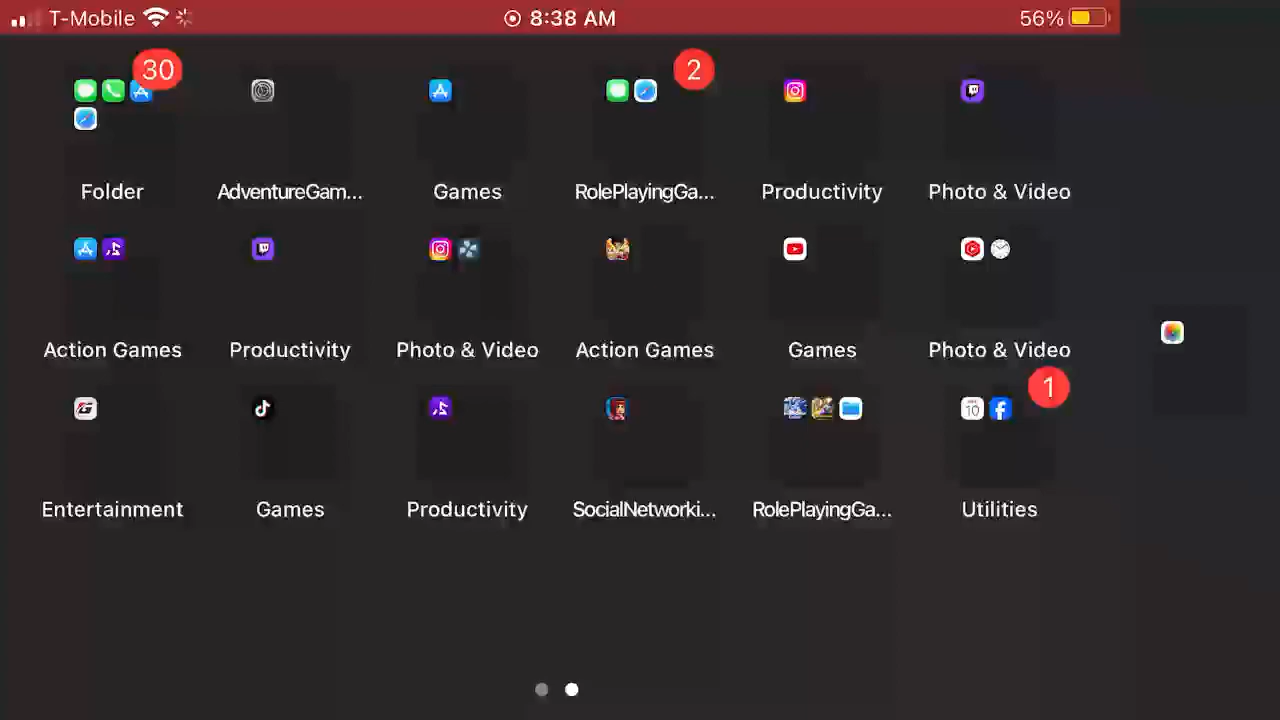 T-Mobile 8:38 AM 56%
30 2
Folder AdventureGam... Games RolePlayingGa... Productivity Photo & Video
Action Games Productivity Photo & Video Action Games Games Photo & Video
1
10
Entertainment Games Productivity SocialNetworki... RolePlayingGa... Utilities